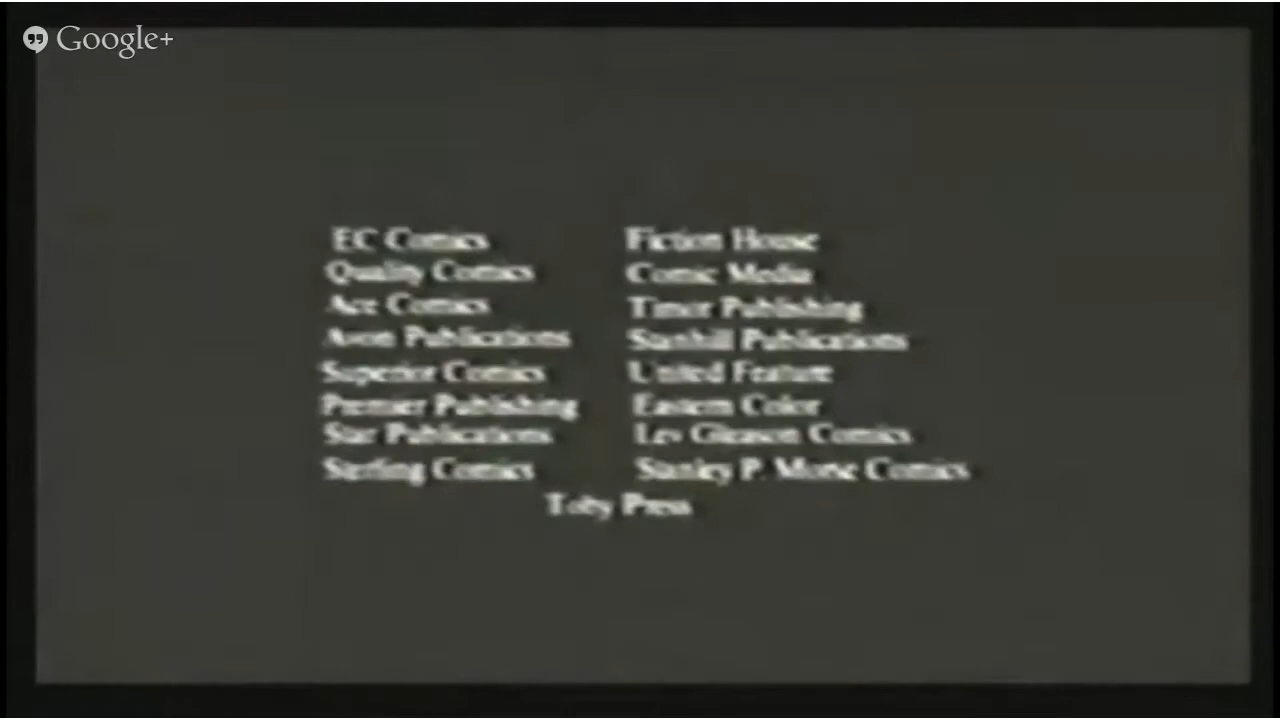 Google+
EC Comics
Quality Comics
Ace Comics
Avon Publications
Superior Comics
Premier Publishing
Star Publications
Sterling Comics
Fiction House
Comic Media
Timor Publishing
Stanhill Publications
United Feature
Eastern Color
Lev Gleason Comics
Stanley P. Morse Comics
Toby Press